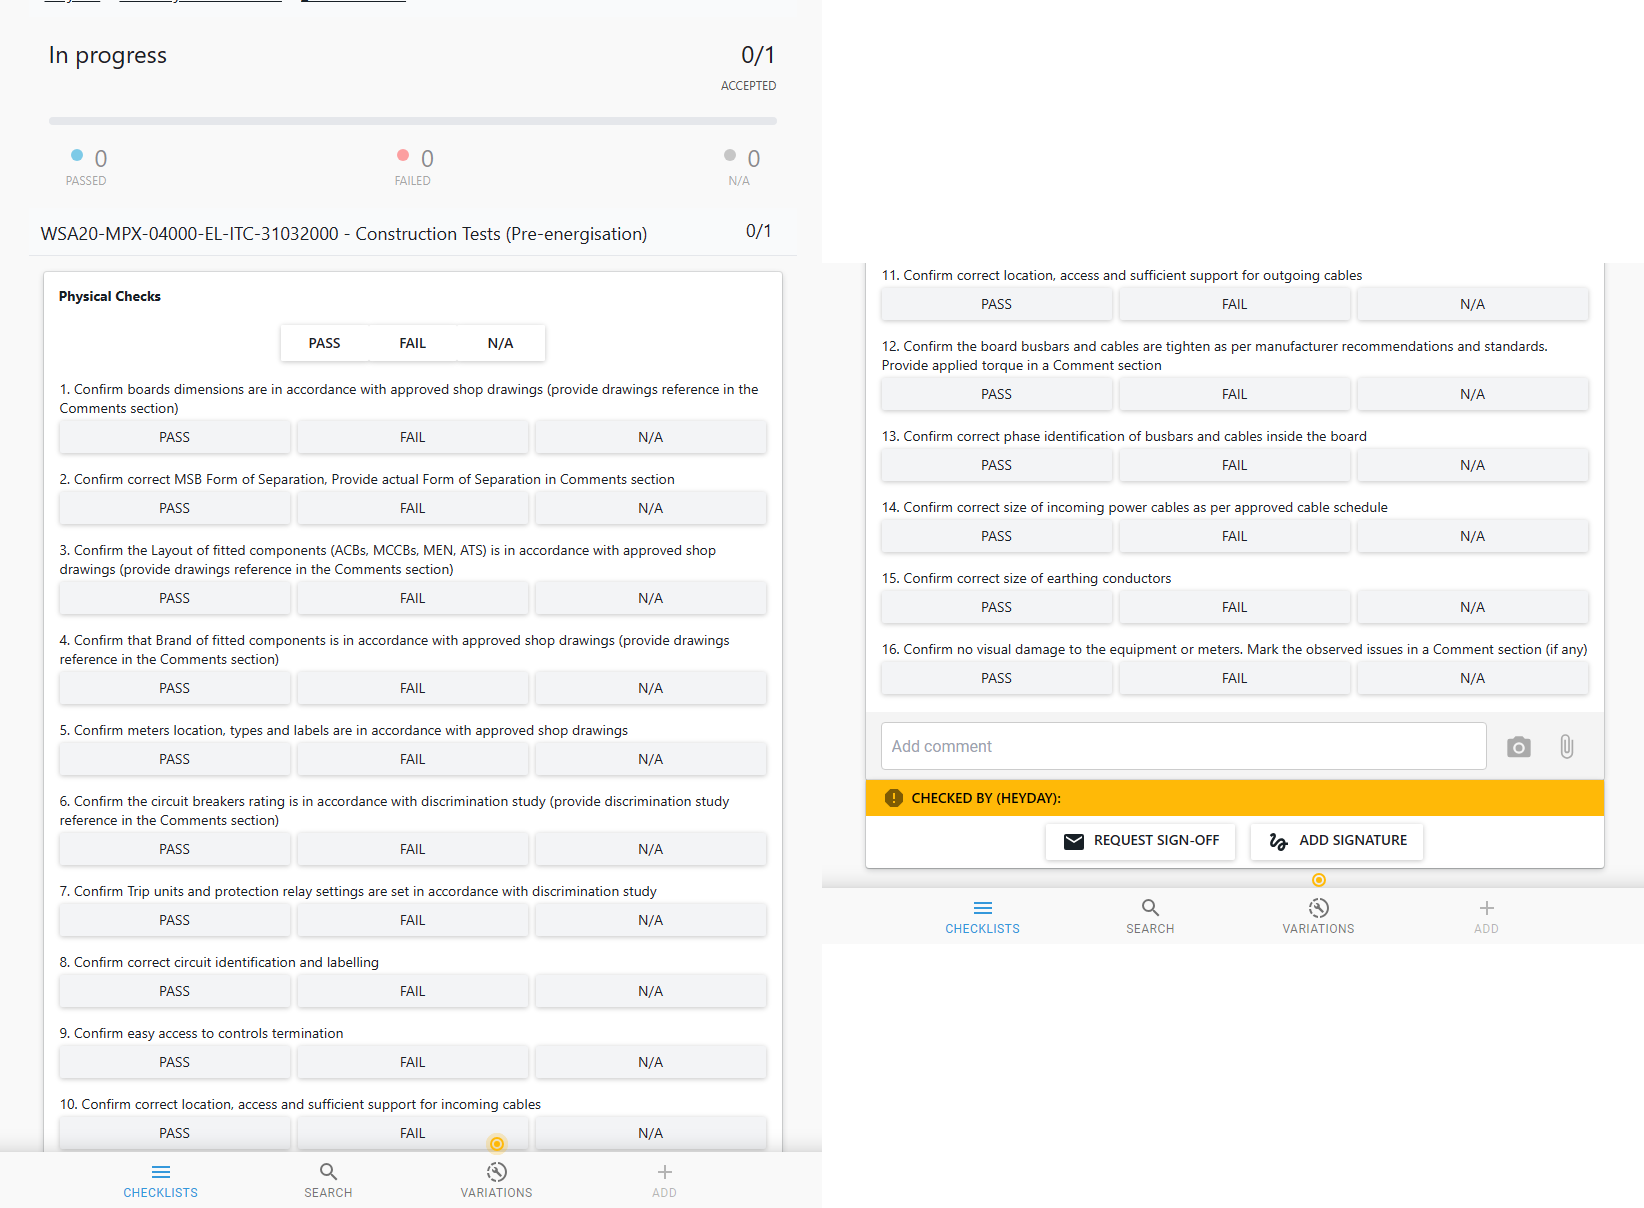 In progress
0/1
ACCEPTED
0
PASSED
0
FAILED
0
N/A
WSA20-MPX-04000-EL-ITC-31032000 - Construction Tests (Pre-energisation)
0/1
Physical Checks
PASS FAIL N/A
1. Confirm boards dimensions are in accordance with approved shop drawings (provide drawings reference in the
Comments section)
PASS FAIL N/A
2. Confirm correct MSB Form of Separation, Provide actual Form of Separation in Comments section
PASS FAIL N/A
3. Confirm the Layout of fitted components (ACBs, MCCBs, MEN, ATS) is in accordance with approved shop
drawings (provide drawings reference in the Comments section)
PASS FAIL N/A
4. Confirm that Brand of fitted components is in accordance with approved shop drawings (provide drawings
reference in the Comments section)
PASS FAIL N/A
5. Confirm meters location, types and labels are in accordance with approved shop drawings
PASS FAIL N/A
6. Confirm the circuit breakers rating is in accordance with discrimination study (provide discrimination study
reference in the Comments section)
PASS FAIL N/A
7. Confirm Trip units and protection relay settings are set in accordance with discrimination study
PASS FAIL N/A
8. Confirm correct circuit identification and labelling
PASS FAIL N/A
9. Confirm easy access to controls termination
PASS FAIL N/A
10. Confirm correct location, access and sufficient support for incoming cables
PASS FAIL N/A
CHECKLISTS SEARCH VARIATIONS ADD
11. Confirm correct location, access and sufficient support for outgoing cables
PASS FAIL N/A
12. Confirm the board busbars and cables are tighten as per manufacturer recommendations and standards.
Provide applied torque in a Comment section
PASS FAIL N/A
13. Confirm correct phase identification of busbars and cables inside the board
PASS FAIL N/A
14. Confirm correct size of incoming power cables as per approved cable schedule
PASS FAIL N/A
15. Confirm correct size of earthing conductors
PASS FAIL N/A
16. Confirm no visual damage to the equipment or meters. Mark the observed issues in a Comment section (if any)
PASS FAIL N/A
Add comment
CHECKED BY (HEYDAY):
REQUEST SIGN-OFF ADD SIGNATURE
CHECKLISTS SEARCH VARIATIONS ADD